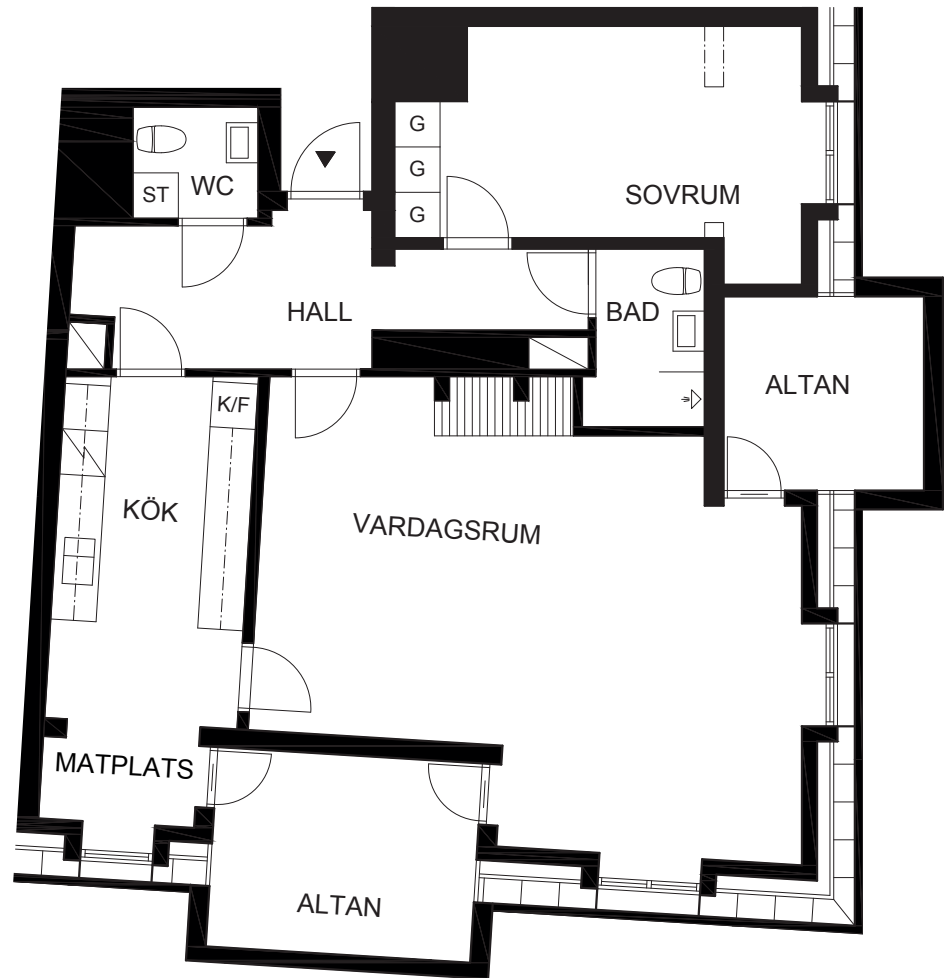 G
G
G
ST
WC
SOVRUM
HALL
BAD
ALTAN
K/F
KÖK
VARDAGSRUM
MATPLATS
ALTAN